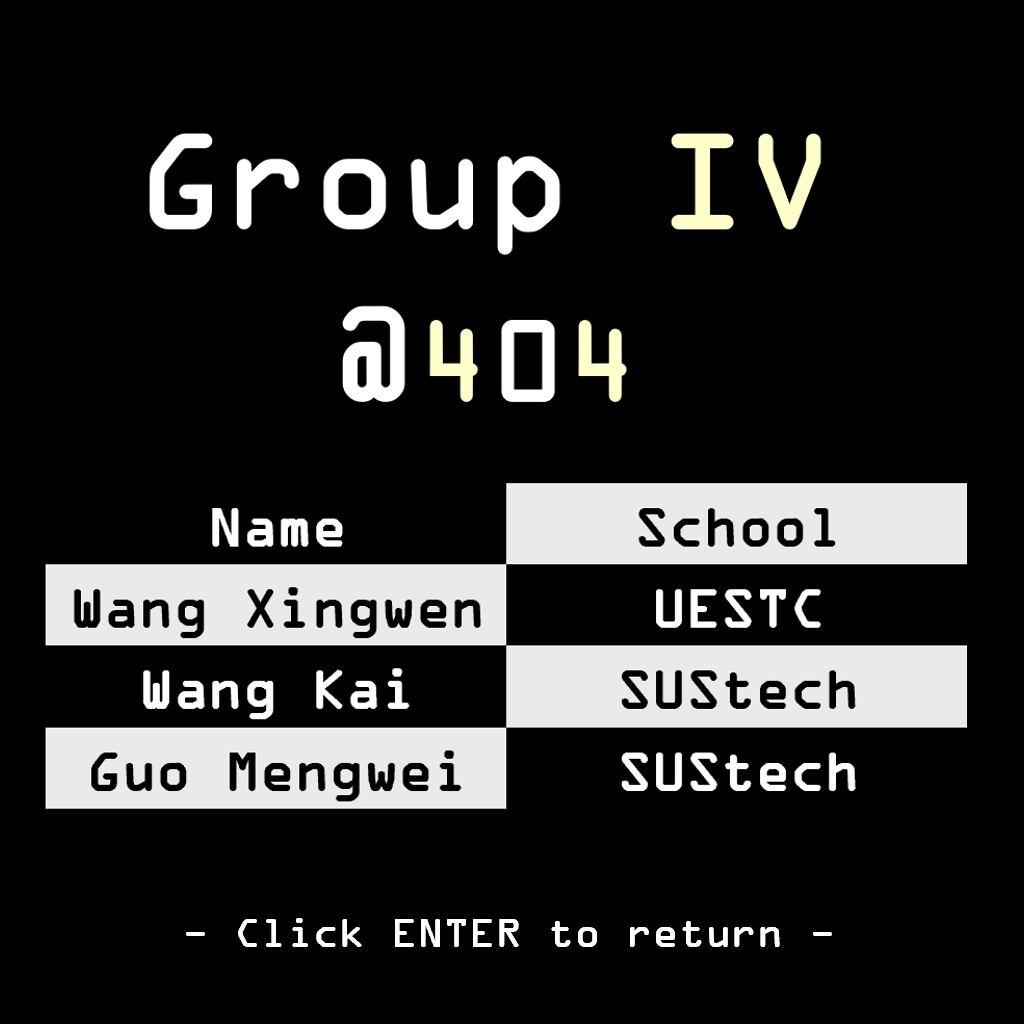 Group IV
@404
Name School
Wang Xingwen UESTC
Wang Kai SUStech
Guo Mengwei SUStech
- Click ENTER to return -